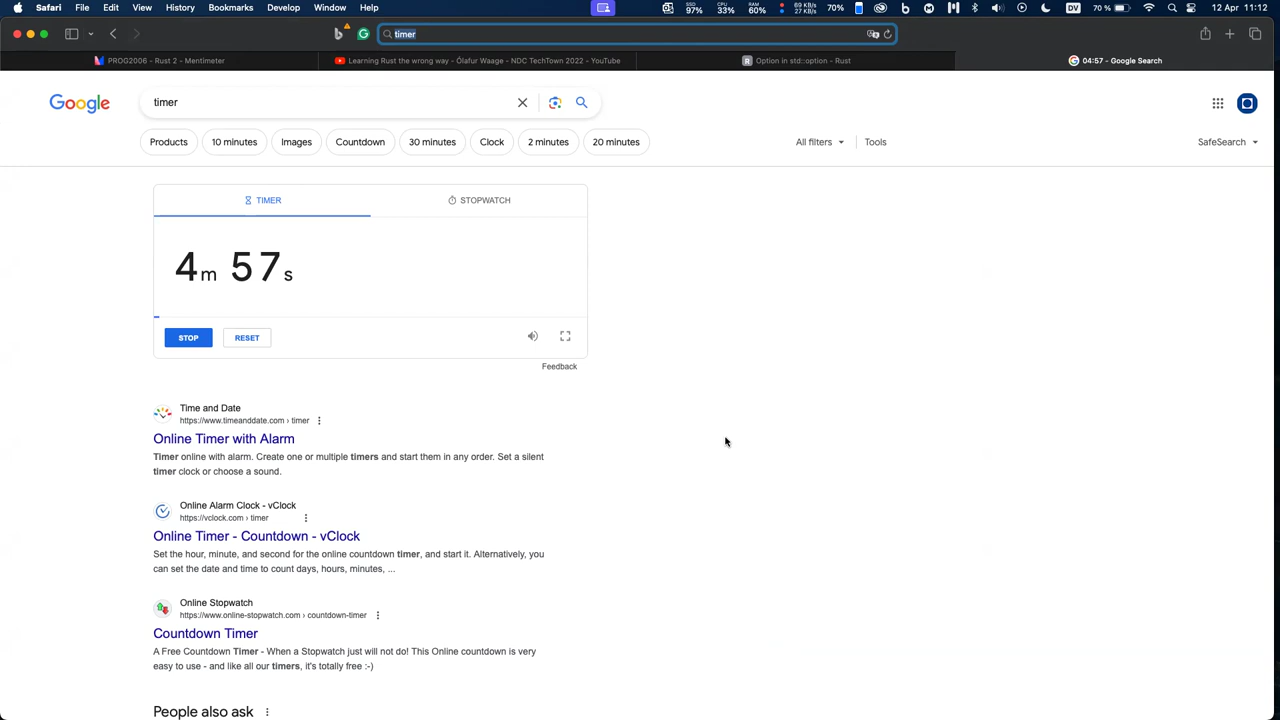 Safari File Edit View History Bookmarks Develop Window Help
SSD 97% CPU 33% RAM 60% 69 KB/s 70% DV 70% 12 Apr 11:12
timer
PROG2006 - Rust 2 - Mentimeter
Learning Rust the wrong way - Ólafur Waage - NDC TechTown 2022 - YouTube
Option in std::option - Rust
04:57 - Google Search
Google
timer
Products 10 minutes Images Countdown 30 minutes Clock 2 minutes 20 minutes
All filters Tools SafeSearch
TIMER STOPWATCH
4m 57s
STOP RESET
Feedback
Time and Date
https://www.timeanddate.com › timer
Online Timer with Alarm
Timer online with alarm. Create one or multiple timers and start them in any order. Set a silent
timer clock or choose a sound.
Online Alarm Clock - vClock
https://vclock.com › timer
Online Timer - Countdown - vClock
Set the hour, minute, and second for the online countdown timer, and start it. Alternatively, you
can set the date and time to count days, hours, minutes, ...
Online Stopwatch
https://www.online-stopwatch.com › countdown-timer
Countdown Timer
A Free Countdown Timer - When a Stopwatch just will not do! This Online countdown is very
easy to use - and like all our timers, it's totally free :-)
People also ask